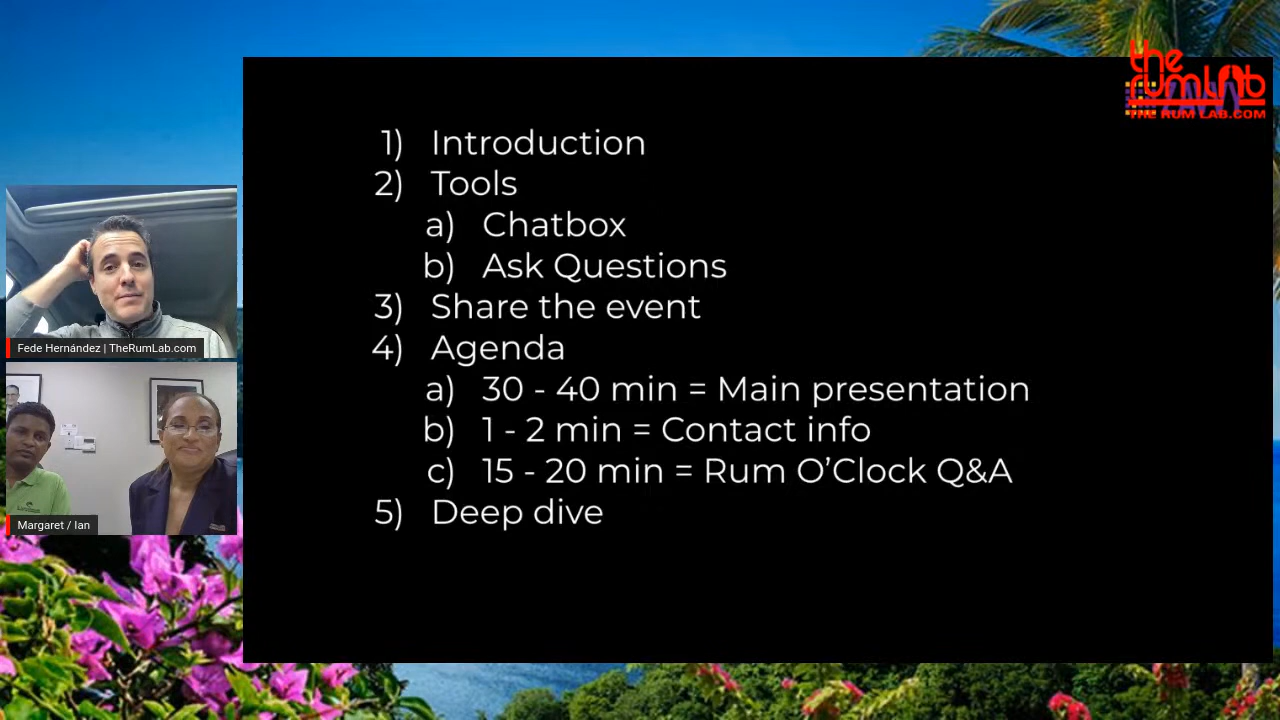 the
rumlab
THE RUM LAB.COM
1) Introduction
2) Tools
a) Chatbox
b) Ask Questions
3) Share the event
4) Agenda
a) 30 - 40 min = Main presentation
b) 1 - 2 min = Contact info
c) 15 - 20 min = Rum O’Clock Q&A
5) Deep dive
Fede Hernández | TheRumLab.com
Margaret / Ian